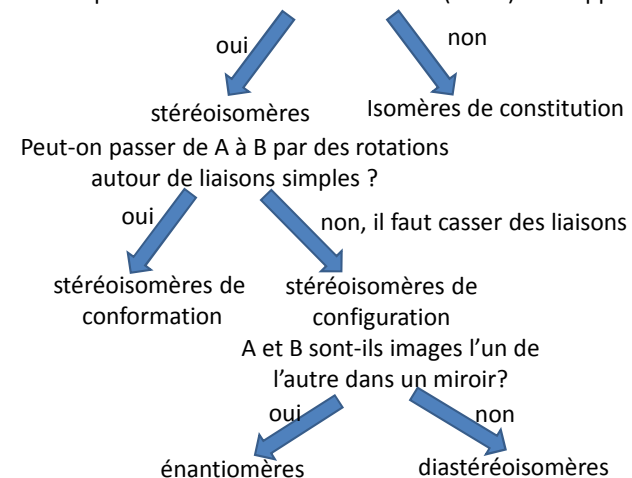 oui
non
stéréoisomères
Isomères de constitution
Peut-on passer de A à B par des rotations
autour de liaisons simples ?
oui
non, il faut casser des liaisons
stéréoisomères de
conformation
stéréoisomères de
configuration
A et B sont-ils images l’un de
l’autre dans un miroir?
oui
non
énantiomères
diastéréoisomères